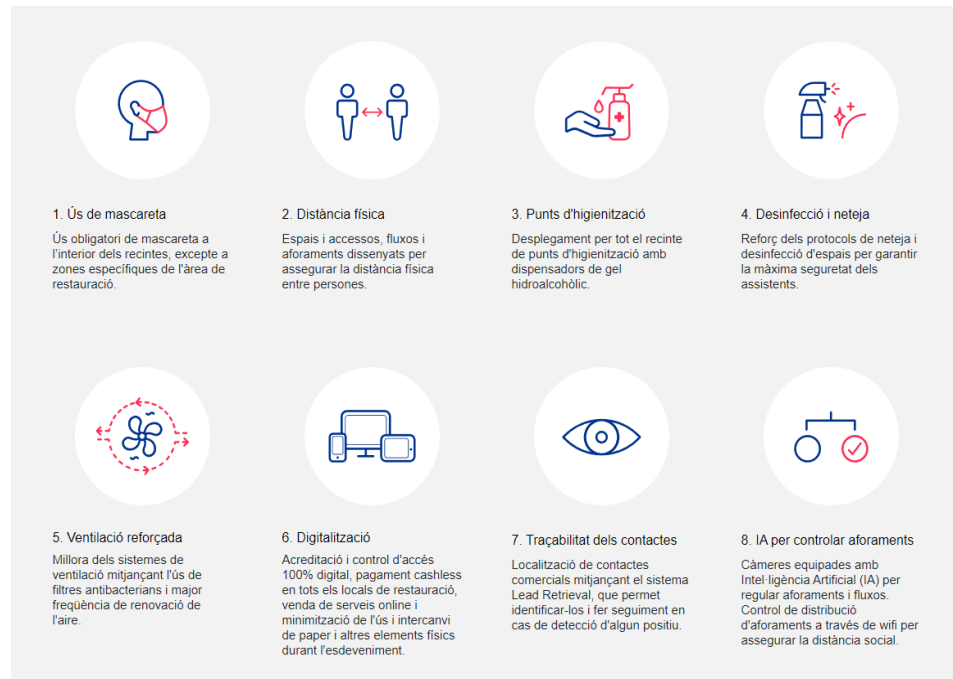 1. Ús de mascareta
Ús obligatori de mascareta a
l'interior dels recintes, excepte a
zones específiques de l'àrea de
restauració.
2. Distància física
Espais i accessos, fluxos i
aforaments dissenyats per
assegurar la distància física
entre persones.
3. Punts d'higienització
Desplegament per tot el recinte
de punts d'higienització amb
dispensadors de gel
hidroalcohòlic.
4. Desinfecció i neteja
Reforç dels protocols de neteja i
desinfecció d'espais per garantir
la màxima seguretat dels
assistents.
5. Ventilació reforçada
Millora dels sistemes de
ventilació mitjançant l'ús de
filtres antibacterians i major
freqüència de renovació de
l'aire.
6. Digitalització
Acreditació i control d'accés
100% digital, pagament cashless
en tots els locals de restauració,
venda de serveis online i
minimització de l'ús i intercanvi
de paper i altres elements físics
durant l'esdeveniment.
7. Traçabilitat dels contactes
Localització de contactes
comercials mitjançant el sistema
Lead Retrieval, que permet
identificar-los i fer seguiment en
cas de detecció d'algun positiu.
8. IA per controlar aforaments
Càmeres equipades amb
Intel·ligència Artificial (IA) per
regular aforaments i fluxos.
Control de distribució
d'aforaments a través de wifi per
assegurar la distància social.